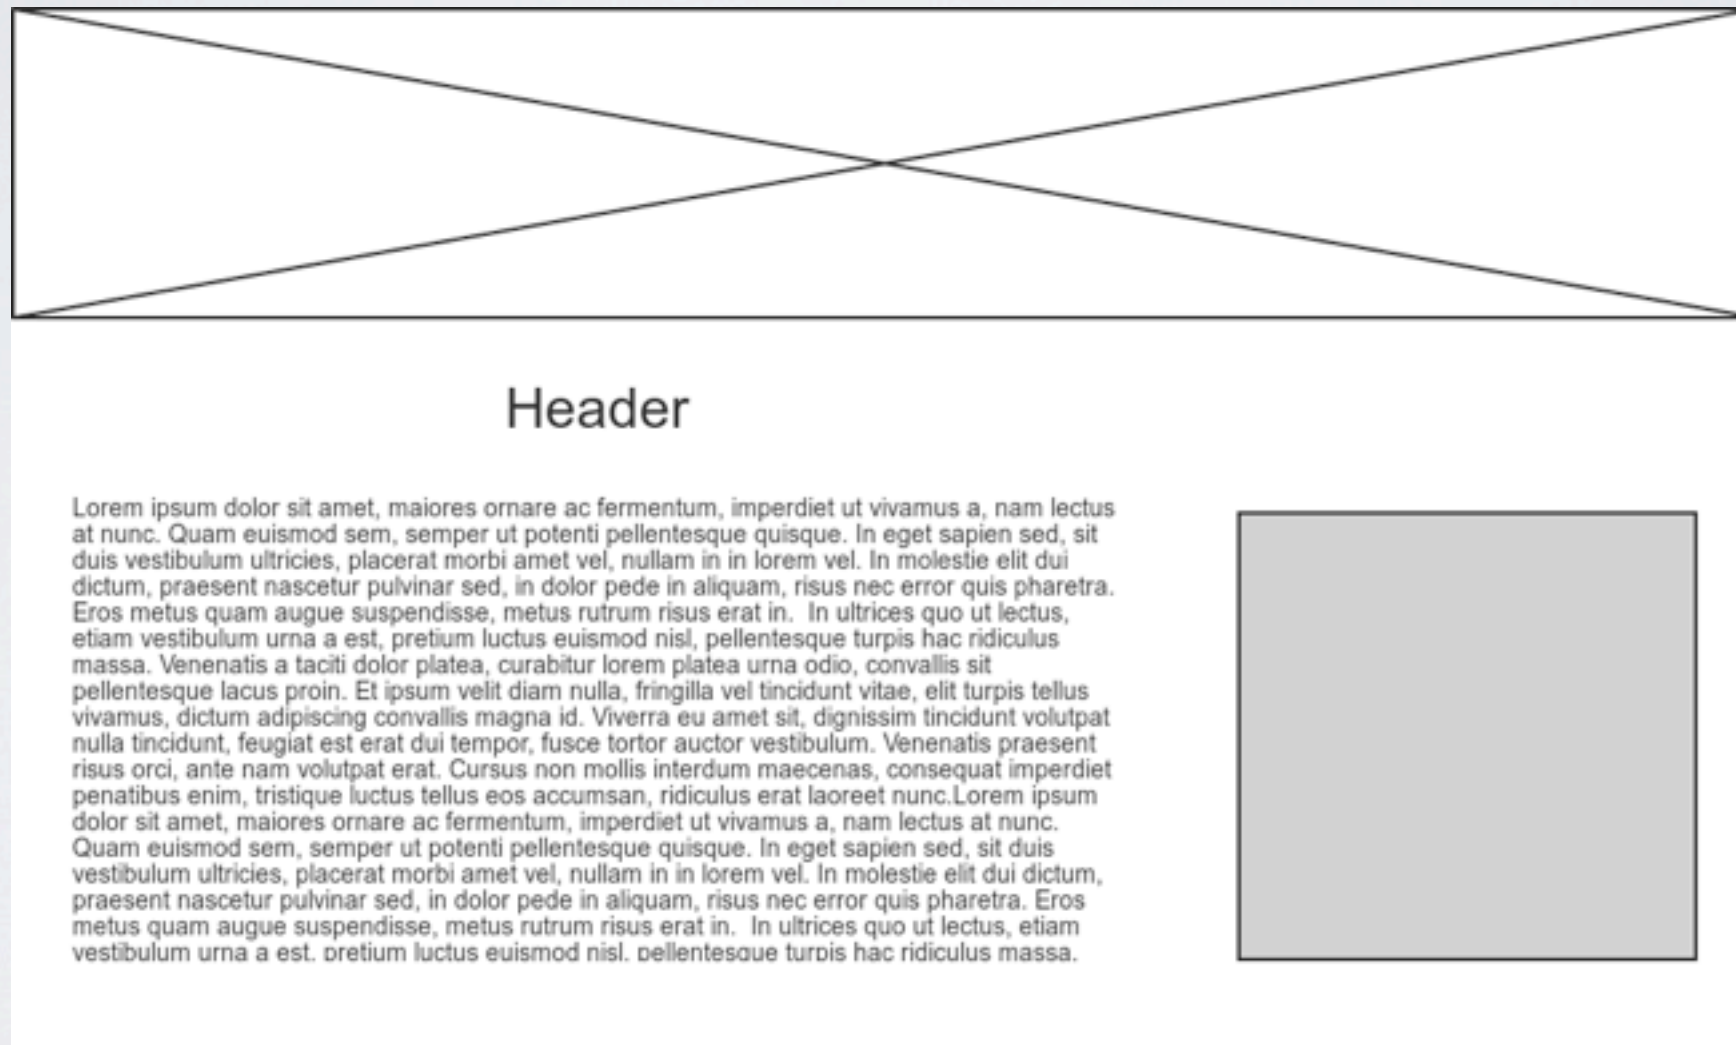 Header
Lorem ipsum dolor sit amet, maiores ornare ac fermentum, imperdiet ut vivamus a, nam lectus
at nunc. Quam euismod sem, semper ut potenti pellentesque quisque. In eget sapien sed, sit
duis vestibulum ultricies, placerat morbi amet vel, nullam in in lorem vel. In molestie elit dui
dictum, praesent nascetur pulvinar sed, in dolor pede in aliquam, risus nec error quis pharetra.
Eros metus quam augue suspendisse, metus rutrum risus erat in.  In ultrices quo ut lectus,
etiam vestibulum urna a est, pretium luctus euismod nisl, pellentesque turpis hac ridiculus
massa. Venenatis a taciti dolor platea, curabitur lorem platea urna odio, convallis sit
pellentesque lacus proin. Et ipsum velit diam nulla, fringilla vel tincidunt vitae, elit turpis tellus
vivamus, dictum adipiscing convallis magna id. Viverra eu amet sit, dignissim tincidunt volutpat
nulla tincidunt, feugiat est erat dui tempor, fusce tortor auctor vestibulum. Venenatis praesent
risus orci, ante nam volutpat erat. Cursus non mollis interdum maecenas, consequat imperdiet
penatibus enim, tristique luctus tellus eos accumsan, ridiculus erat laoreet nunc.Lorem ipsum
dolor sit amet, maiores ornare ac fermentum, imperdiet ut vivamus a, nam lectus at nunc.
Quam euismod sem, semper ut potenti pellentesque quisque. In eget sapien sed, sit duis
vestibulum ultricies, placerat morbi amet vel, nullam in in lorem vel. In molestie elit dui dictum,
praesent nascetur pulvinar sed, in dolor pede in aliquam, risus nec error quis pharetra. Eros
metus quam augue suspendisse, metus rutrum risus erat in.  In ultrices quo ut lectus, etiam
vestibulum urna a est, pretium luctus euismod nisl, pellentesque turpis hac ridiculus massa.